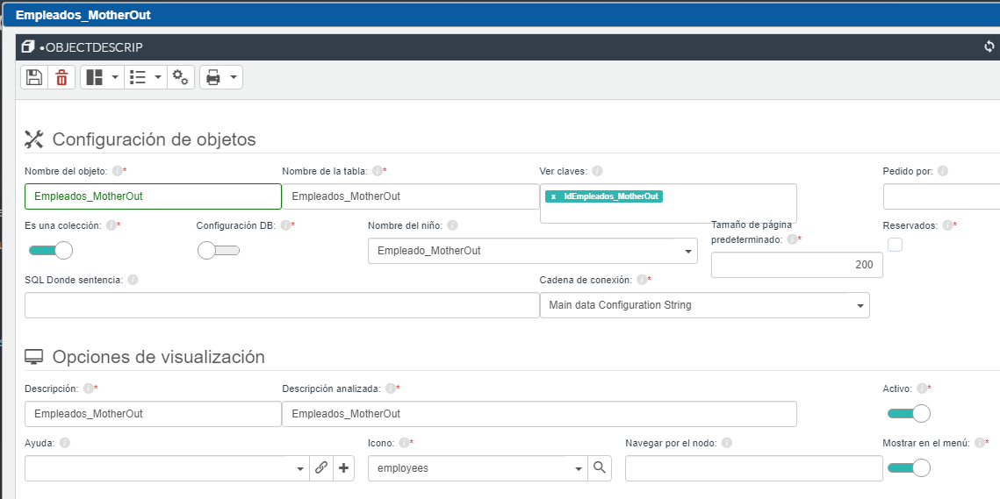 Empleados_MotherOut
•OBJECTDESCRIP
Configuración de objetos
Nombre del objeto: * Nombre de la tabla: * Ver claves: Pedido por:
Empleados_MotherOut Empleados_MotherOut x IdEmpleados_MotherOut
Es una colección: * Configuración DB: * Nombre del niño: Tamaño de página predeterminado: * Reservados: *
Empleado_MotherOut 200
SQL Donde sentencia: Cadena de conexión: *
Main data Configuration String
Opciones de visualización
Descripción: * Descripción analizada: * Activo: *
Empleados_MotherOut Empleados_MotherOut
Ayuda: Icono: * Navegar por el nodo: Mostrar en el menú: *
employees